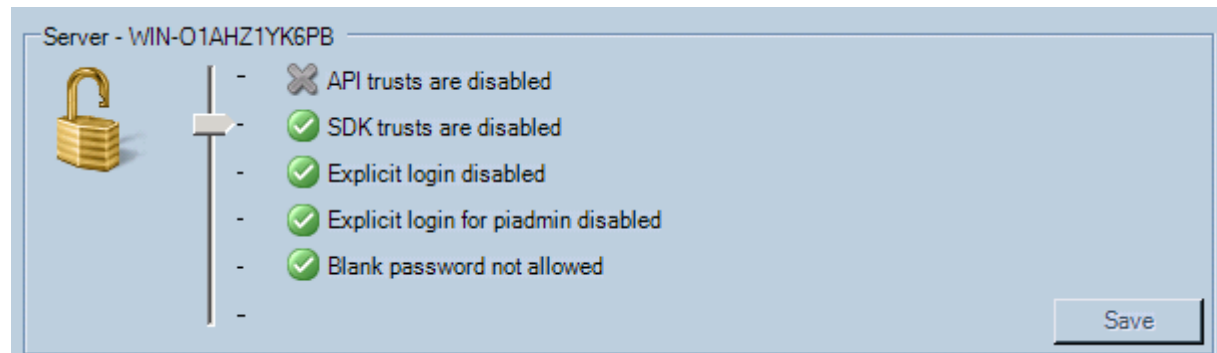 Server - WIN-O1AHZ1YK6PB
API trusts are disabled
SDK trusts are disabled
Explicit login disabled
Explicit login for piadmin disabled
Blank password not allowed
Save